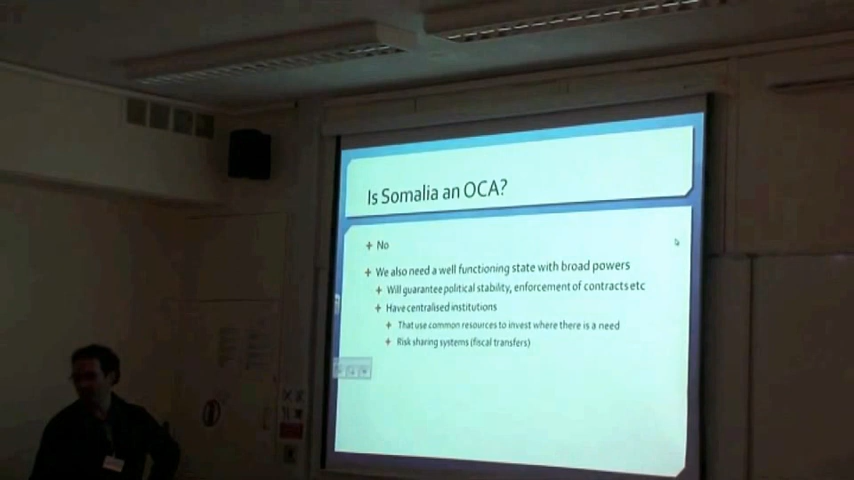 Is Somalia an OCA?
No
We also need a well functioning state with broad powers
Will guarantee political stability, enforcement of contracts etc
Have centralised institutions
That use common resources to invest where there is a need
Risk sharing systems (fiscal transfers)